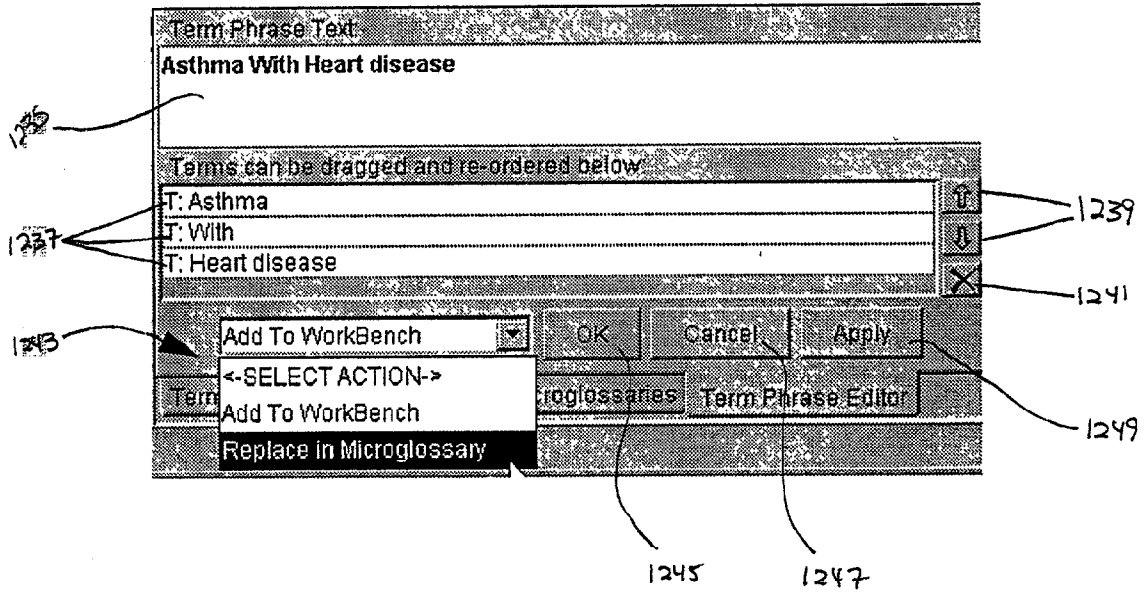 Term Phrase Text:
Asthma With Heart disease
Terms can be dragged and re-ordered below:
T: Asthma
1239
1237
T: With
T: Heart disease
1241
1243
Add To WorkBench
OK
Cancel
Apply
<-SELECT ACTION->
Term
roglossaries
Term Phrase Editor
Add To WorkBench
1249
Replace in Microglossary
1245
1247